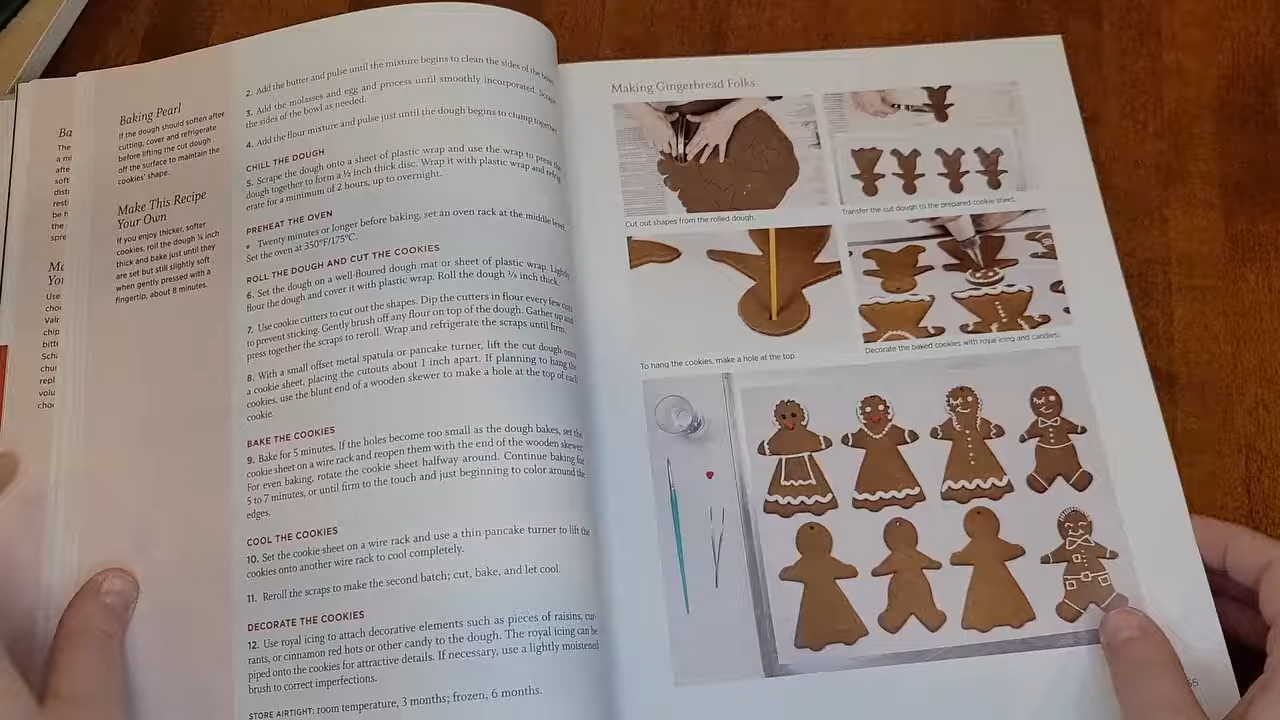 Ba
The
a mi
afte
soft
disti
resti
be h
the
spre
Yo
Use
cho
Valr
chip
bitte
Sch
chu
repl
volu
cho
Baking Pearl
If the dough should soften after
cutting, cover and refrigerate
before lifting the cut dough
off the surface to maintain the
cookies' shape.
Make This Recipe
Your Own
If you enjoy thicker, softer
cookies, roll the dough ¼ inch
thick and bake just until they
are set but still slightly soft
when gently pressed with a
fingertip, about 8 minutes.
2. Add the butter and pulse until the mixture begins to clean the sides of the bowl.
3. Add the molasses and egg and process until smoothly incorporated. Scrape
the sides of the bowl as needed.
4. Add the flour mixture and pulse just until the dough begins to clump together.
CHILL THE DOUGH
5. Scrape the dough onto a sheet of plastic wrap and use the wrap to press the
dough together to form a ½ inch thick disc. Wrap it with plastic wrap and refrig
erate for a minimum of 2 hours, up to overnight.
PREHEAT THE OVEN
• Twenty minutes or longer before baking, set an oven rack at the middle level.
Set the oven at 350°F/175°C.
ROLL THE DOUGH AND CUT THE COOKIES
6. Set the dough on a well-floured dough mat or sheet of plastic wrap. Lightly
flour the dough and cover it with plastic wrap. Roll the dough ⅛ inch thick.
7. Use cookie cutters to cut out the shapes. Dip the cutters in flour every few cuts
to prevent sticking. Gently brush off any flour on top of the dough. Gather up and
press together the scraps to reroll. Wrap and refrigerate the scraps until firm.
8. With a small offset metal spatula or pancake turner, lift the cut dough onto
a cookie sheet, placing the cutouts about 1 inch apart. If planning to hang the
cookies, use the blunt end of a wooden skewer to make a hole at the top of each
cookie.
BAKE THE COOKIES
9. Bake for 5 minutes. If the holes become too small as the dough bakes, set the
cookie sheet on a wire rack and reopen them with the end of the wooden skewer.
For even baking, rotate the cookie sheet halfway around. Continue baking for
5 to 7 minutes, or until firm to the touch and just beginning to color around the
edges.
COOL THE COOKIES
10. Set the cookie sheet on a wire rack and use a thin pancake turner to lift the
cookies onto another wire rack to cool completely.
11. Reroll the scraps to make the second batch; cut, bake, and let cool.
DECORATE THE COOKIES
12. Use royal icing to attach decorative elements such as pieces of raisins, cur-
rants, or cinnamon red hots or other candy to the dough. The royal icing can be
piped onto the cookies for attractive details. If necessary, use a lightly moistened
brush to correct imperfections.
STORE AIRTIGHT: room temperature, 3 months; frozen, 6 months.
Making Gingerbread Folks
Cut out shapes from the rolled dough.
Transfer the cut dough to the prepared cookie sheet.
To hang the cookies, make a hole at the top.
Decorate the baked cookies with royal icing and candies.